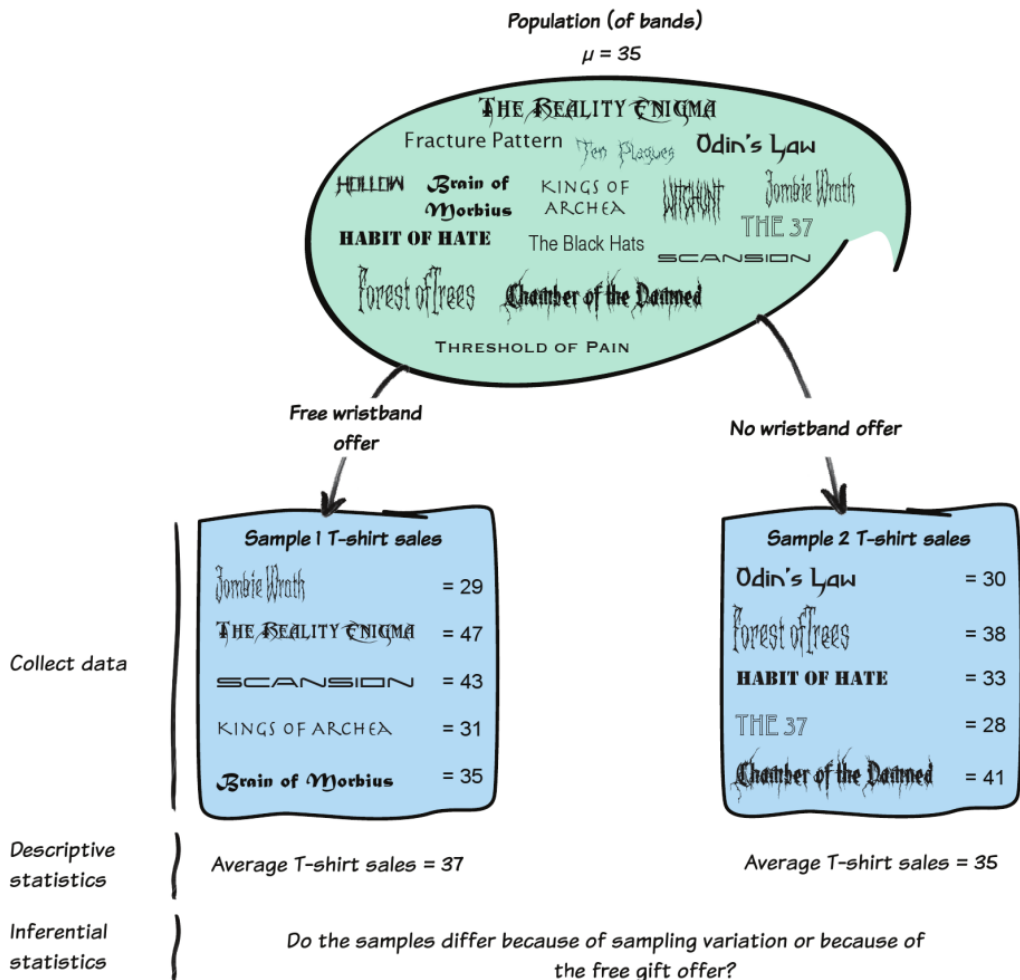 Population (of bands)
μ = 35
THE REALITY ENIGMA
Fracture Pattern Ten Plagues Odin's Law
HOLLOW Brain of Morbius KINGS OF ARCHEA WITCHUNT Zombie Wrath
THE 37
HABIT OF HATE The Black Hats SCANSION
Forest of Trees Chamber of the Damned
THRESHOLD OF PAIN
Free wristband
offer
No wristband offer
Collect data
Sample 1 T-shirt sales
Zombie Wrath = 29
THE REALITY ENIGMA = 47
SCANSION = 43
KINGS OF ARCHEA = 31
Brain of Morbius = 35
Sample 2 T-shirt sales
Odin's Law = 30
Forest of Trees = 38
HABIT OF HATE = 33
THE 37 = 28
Chamber of the Damned = 41
Descriptive
statistics
Average T-shirt sales = 37
Average T-shirt sales = 35
Inferential
statistics
Do the samples differ because of sampling variation or because of
the free gift offer?